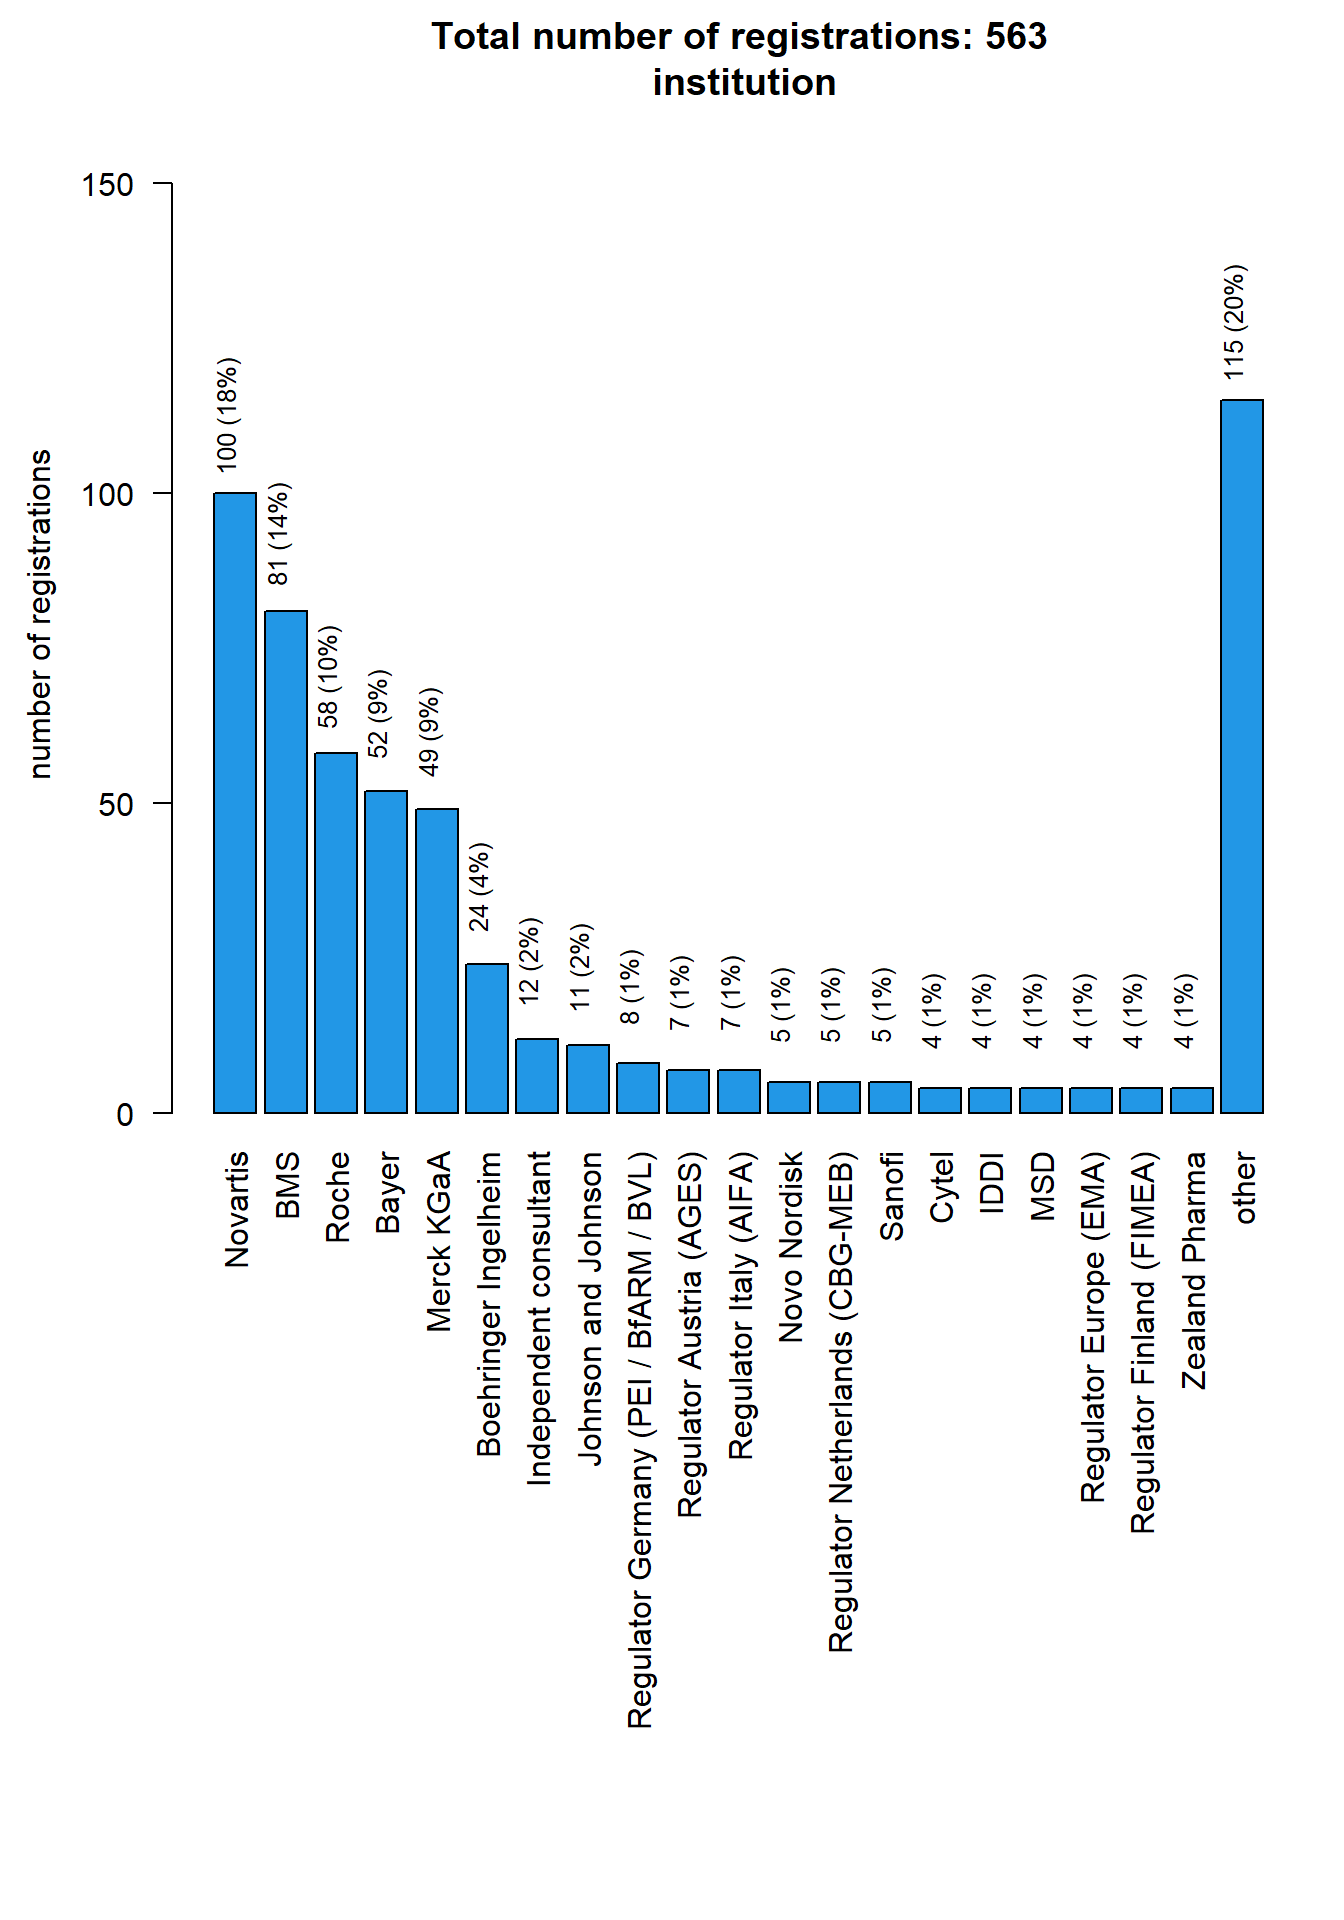 Total number of registrations: 563
institution
number of registrations
150
100
50
0
100 (18%)
81 (14%)
58 (10%)
52 (9%)
49 (9%)
24 (4%)
12 (2%)
11 (2%)
8 (1%)
7 (1%)
7 (1%)
5 (1%)
5 (1%)
5 (1%)
4 (1%)
4 (1%)
4 (1%)
4 (1%)
4 (1%)
4 (1%)
115 (20%)
Novartis
BMS
Roche
Bayer
Merck KGaA
Boehringer Ingelheim
Independent consultant
Johnson and Johnson
Regulator Germany (PEI / BfARM / BVL)
Regulator Austria (AGES)
Regulator Italy (AIFA)
Novo Nordisk
Regulator Netherlands (CBG-MEB)
Sanofi
Cytel
IDDI
MSD
Regulator Europe (EMA)
Regulator Finland (FIMEA)
Zealand Pharma
other